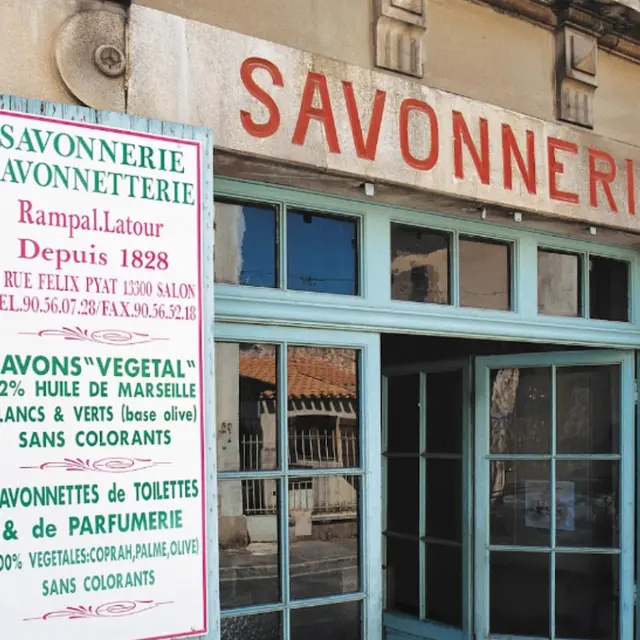 SAVONNERI
SAVONNERIE
AVONNETTERIE
Rampal.Latour
Depuis 1828
RUE FELIX PYAT 13300 SALON
EL.90.56.07.28/FAX.90.56.52.18
AVONS"VEGETAL"
2% HUILE DE MARSEILLE
LANCS & VERTS (base olive)
SANS COLORANTS
AVONNETTES de TOILETTES
& de PARFUMERIE
00% VEGETALES:COPRAH,PALME,OLIVE)
SANS COLORANTS